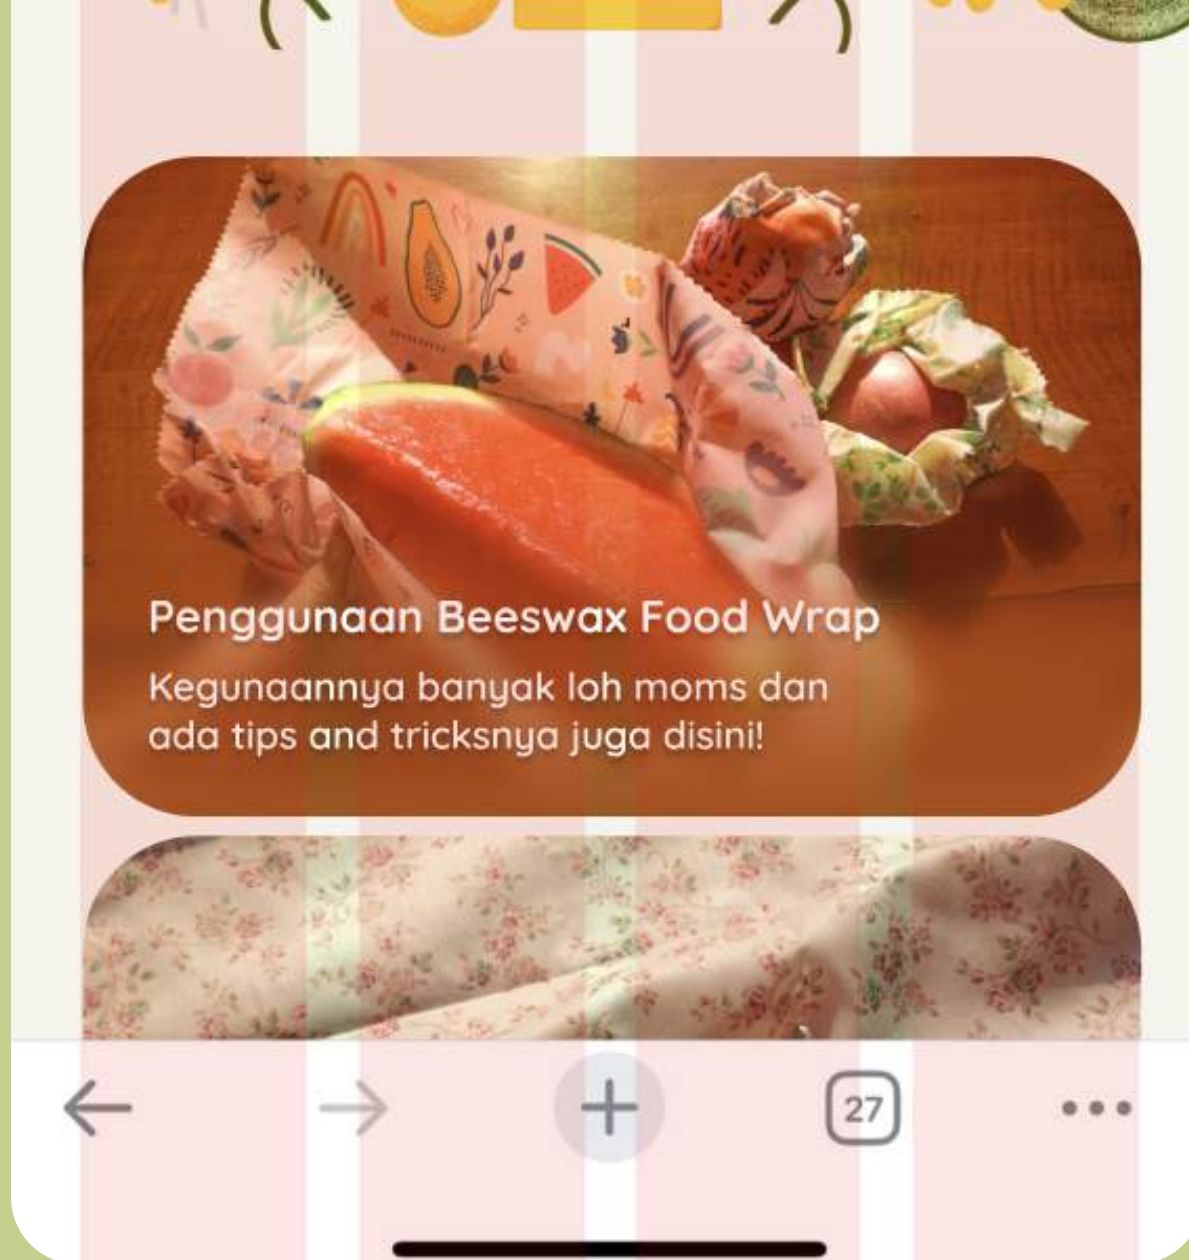 Penggunaan Beeswax Food Wrap
Kegunaannya banyak loh moms dan
ada tips and tricksnya juga disini!
27